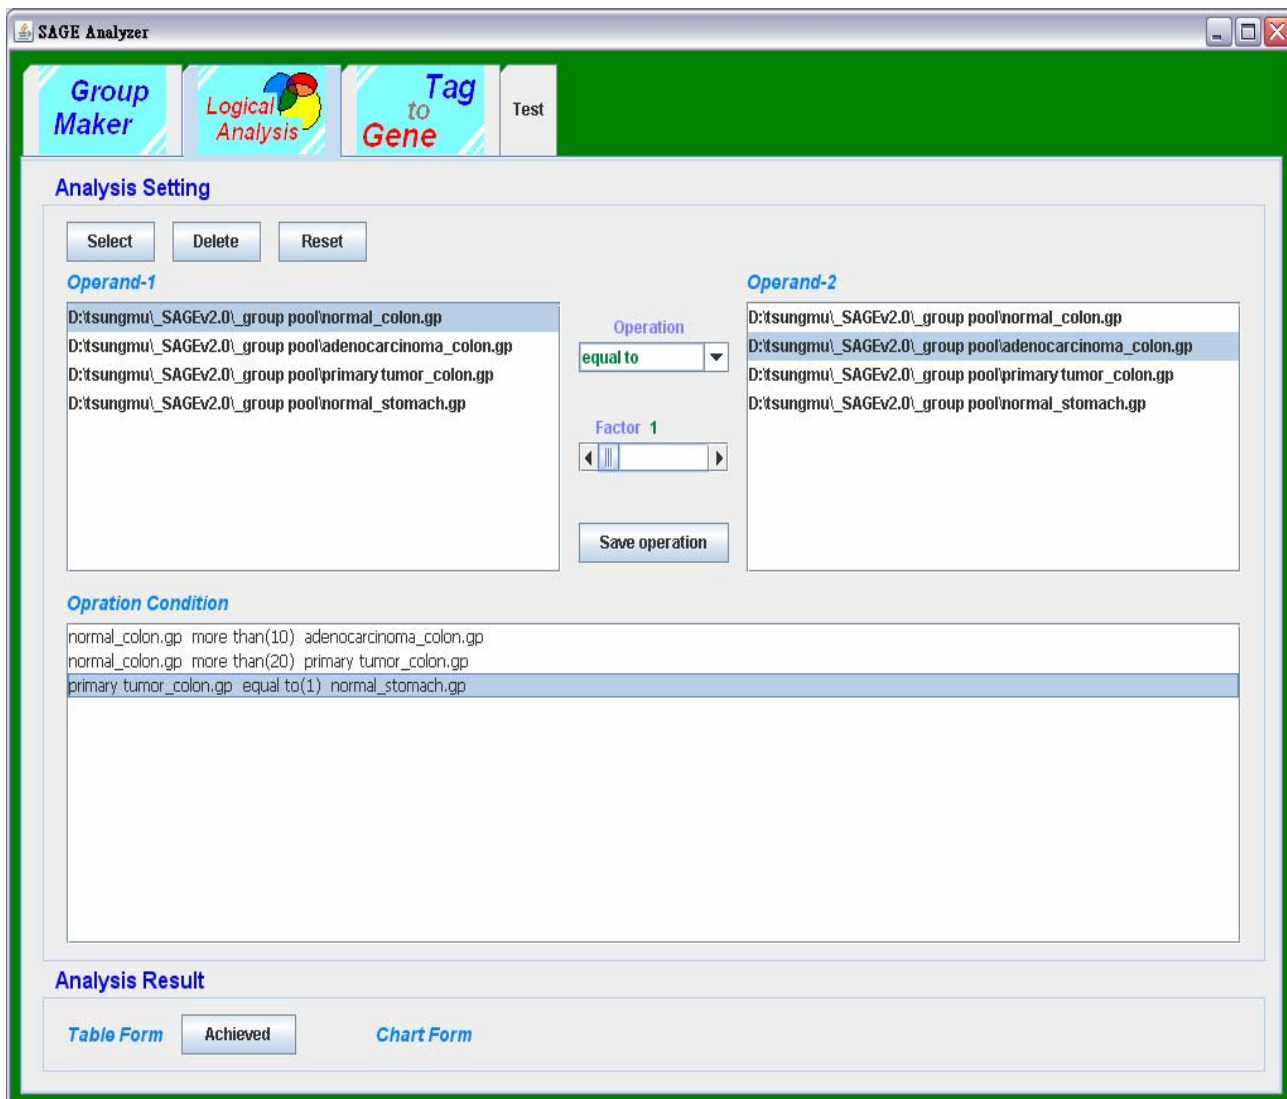 SAGE Analyzer
Group
Maker
Logical
Analysis
Tag
to
Gene
Test
Analysis Setting
Select
Delete
Reset
Operand-1
D:\tsungmu\_SAGEv2.0\_group pool\normal_colon.gp
D:\tsungmu\_SAGEv2.0\_group pool\adenocarcinoma_colon.gp
D:\tsungmu\_SAGEv2.0\_group pool\primary tumor_colon.gp
D:\tsungmu\_SAGEv2.0\_group pool\normal_stomach.gp
Operation
equal to
Factor 1
Save operation
Operand-2
D:\tsungmu\_SAGEv2.0\_group pool\normal_colon.gp
D:\tsungmu\_SAGEv2.0\_group pool\adenocarcinoma_colon.gp
D:\tsungmu\_SAGEv2.0\_group pool\primary tumor_colon.gp
D:\tsungmu\_SAGEv2.0\_group pool\normal_stomach.gp
Opration Condition
normal_colon.gp more than(10) adenocarcinoma_colon.gp
normal_colon.gp more than(20) primary tumor_colon.gp
primary tumor_colon.gp equal to(1) normal_stomach.gp
Analysis Result
Table Form
Achieved
Chart Form